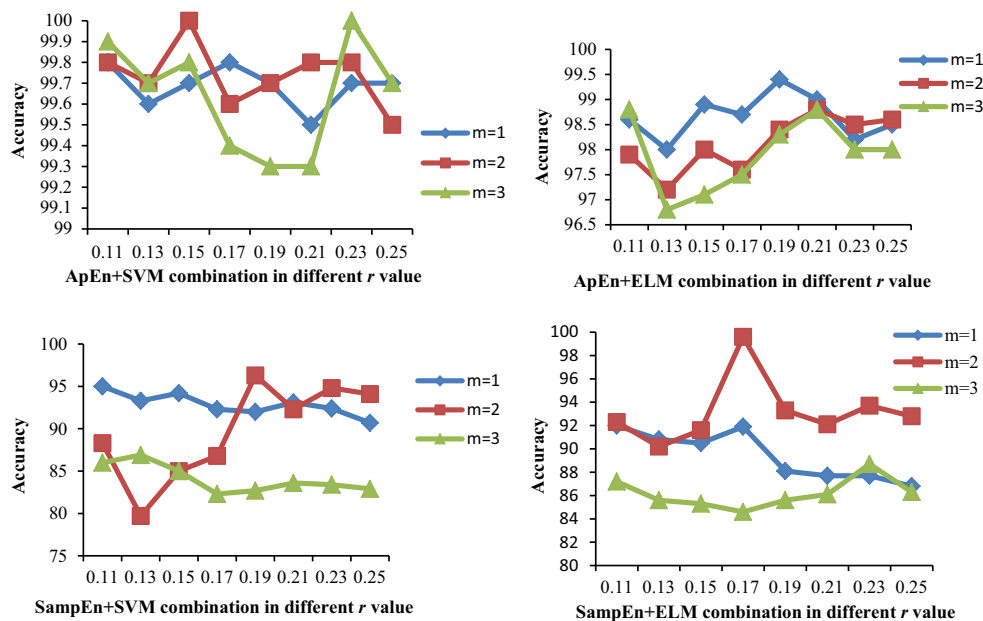 100
99.9
99.8
99.7
99.6
99.5
99.4
99.3
99.2
99.1
99
Accuracy
0.11 0.13 0.15 0.17 0.19 0.21 0.23 0.25
ApEn+SVM combination in different r value
m=1
m=2
m=3
100
99.5
99
98.5
98
97.5
97
96.5
Accuracy
0.11 0.13 0.15 0.17 0.19 0.21 0.23 0.25
ApEn+ELM combination in different r value
m=1
m=2
m=3
100
95
90
85
80
75
Accuracy
0.11 0.13 0.15 0.17 0.19 0.21 0.23 0.25
SampEn+SVM combination in different r value
m=1
m=2
m=3
100
98
96
94
92
90
88
86
84
82
80
Accuracy
0.11 0.13 0.15 0.17 0.19 0.21 0.23 0.25
SampEn+ELM combination in different r value
m=1
m=2
m=3